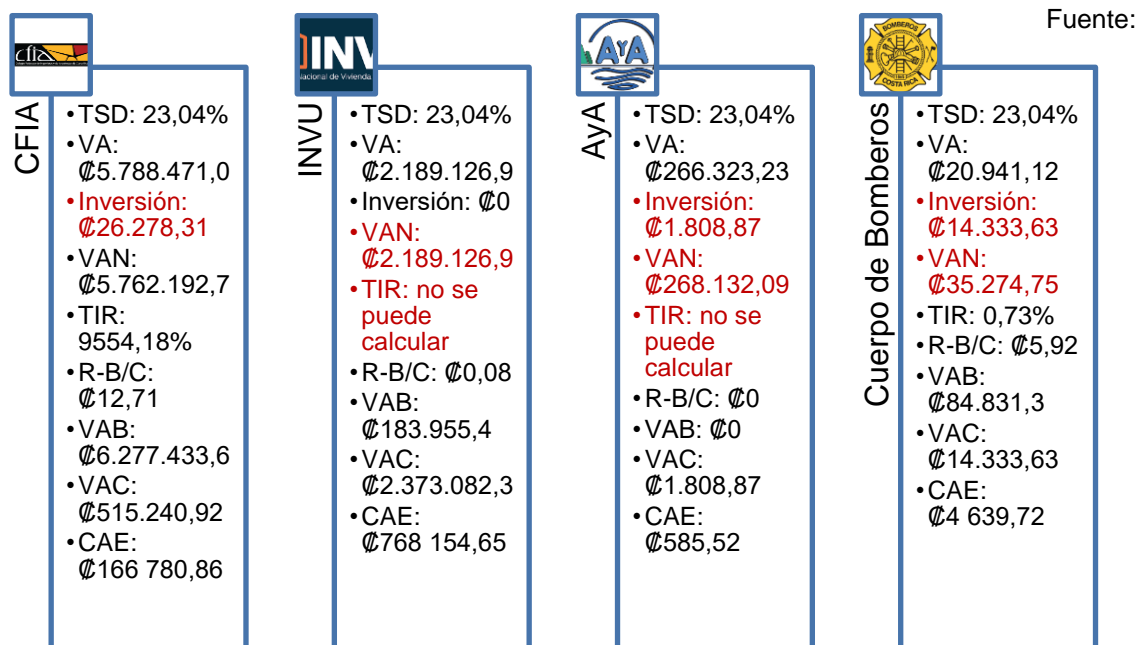 Fuente:
cfia
CFIA
•TSD: 23,04%
•VA:
₡5.788.471,0
•Inversión:
₡26.278,31
•VAN:
₡5.762.192,7
•TIR:
9554,18%
•R-B/C:
₡12,71
•VAB:
₡6.277.433,6
•VAC:
₡515.240,92
•CAE:
₡166 780,86
INV
Nacional de Vivienda
INVU
•TSD: 23,04%
•VA:
₡2.189.126,9
•Inversión: ₡0
•VAN:
₡2.189.126,9
•TIR: no se
puede
calcular
•R-B/C: ₡0,08
•VAB:
₡183.955,4
•VAC:
₡2.373.082,3
•CAE:
₡768 154,65
AYA
AyA
•TSD: 23,04%
•VA:
₡266.323,23
•Inversión:
₡1.808,87
•VAN:
₡268.132,09
•TIR: no se
puede
calcular
•R-B/C: ₡0
•VAB: ₡0
•VAC:
₡1.808,87
•CAE:
₡585,52
BOMBEROS
COSTA RICA
Cuerpo de Bomberos
•TSD: 23,04%
•VA:
₡20.941,12
•Inversión:
₡14.333,63
•VAN:
₡35.274,75
•TIR: 0,73%
•R-B/C: ₡5,92
•VAB:
₡84.831,3
•VAC:
₡14.333,63
•CAE:
₡4 639,72